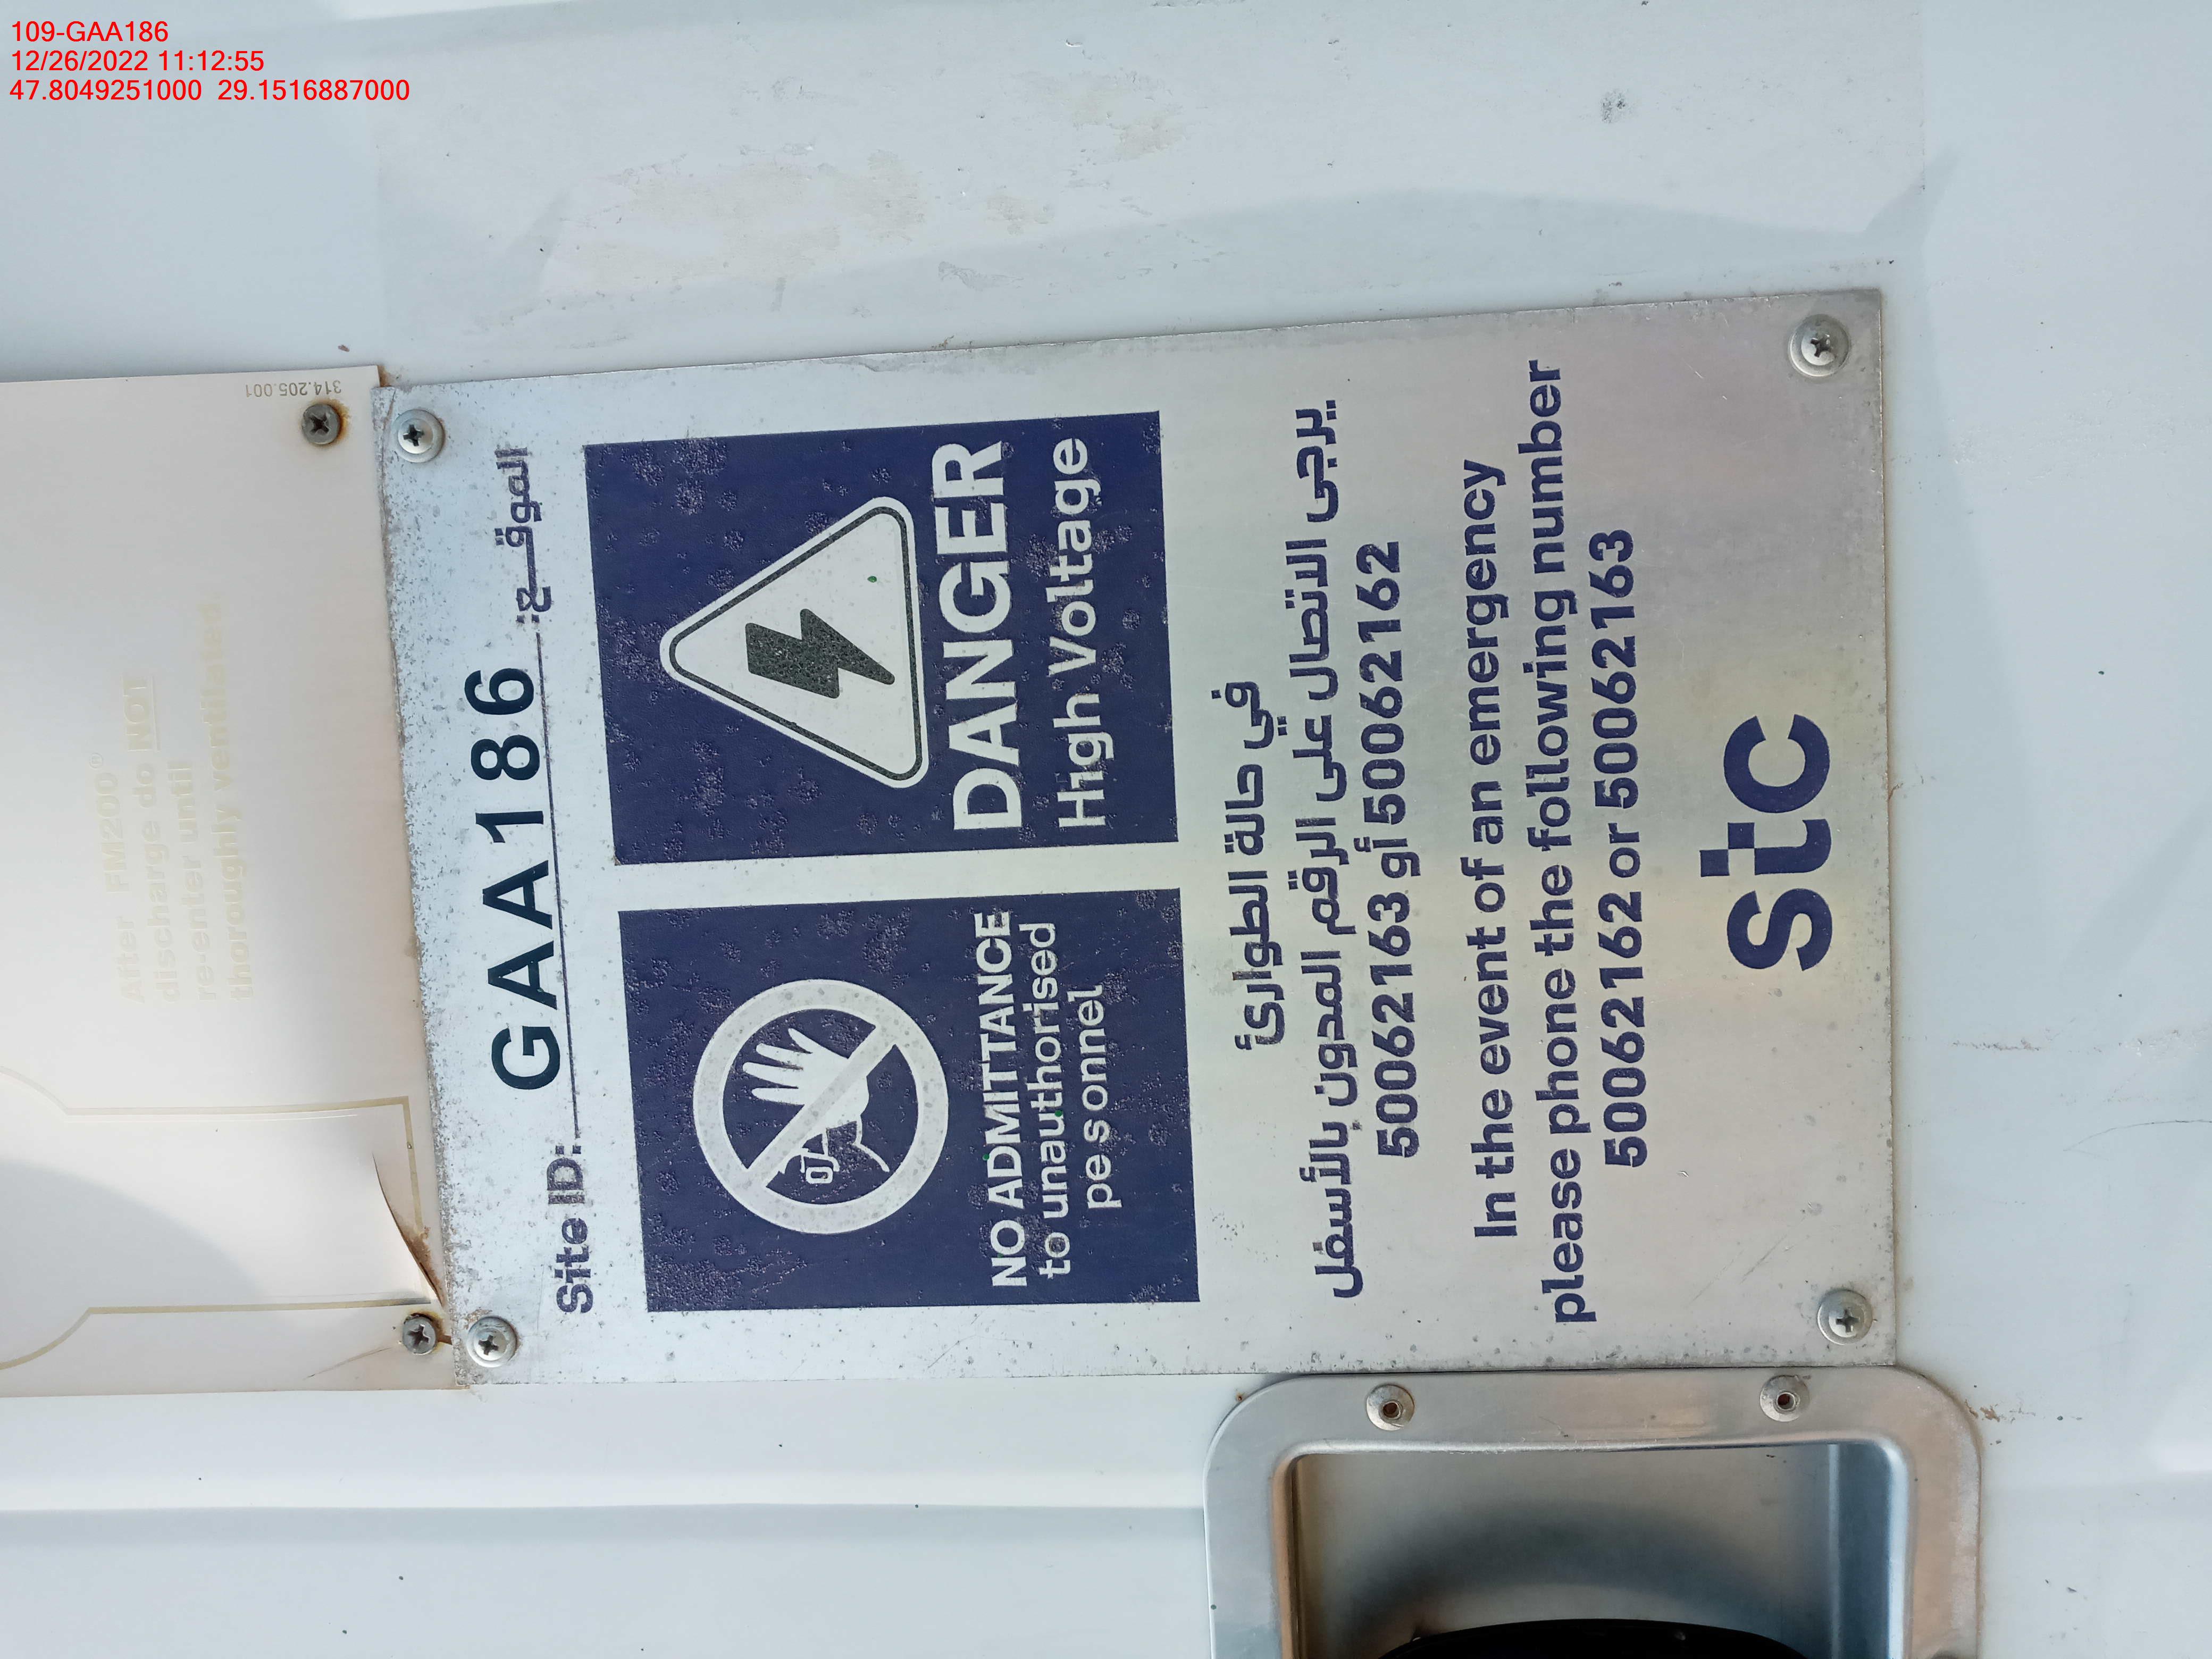 109-GAA186
12/26/2022 11:12:55
47.8049251000 29.1516887000
314.205.001
After FM200®
discharge do NOT
re-enter until
thoroughly ventilated.
Site ID: GAA186 الموقــع:
NO ADMITTANCE
to unauthorised
pe sonnel
DANGER
High Voltage
في حالة الطوارئ
يرجى الاتصال على الرقم المدون بالأسفل
50062162 أو 50062163
In the event of an emergency
please phone the following number
50062162 or 50062163
stc